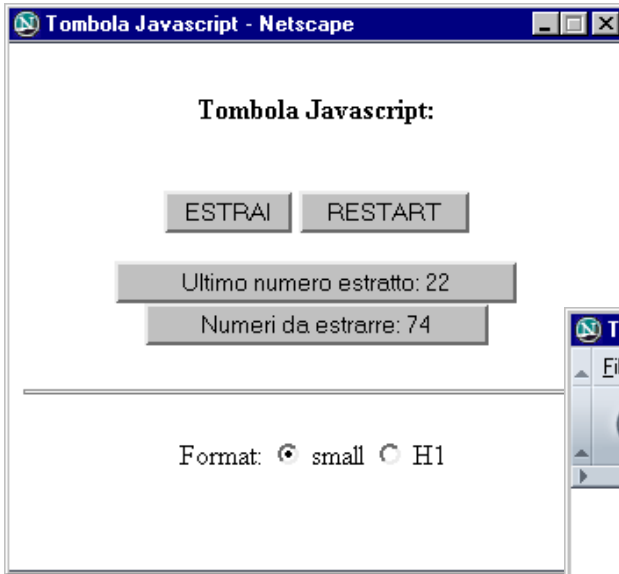 Tombola Javascript - Netscape
Tombola Javascript:
ESTRAI RESTART
Ultimo numero estratto: 22
Numeri da estrarre: 74
Format: small H1